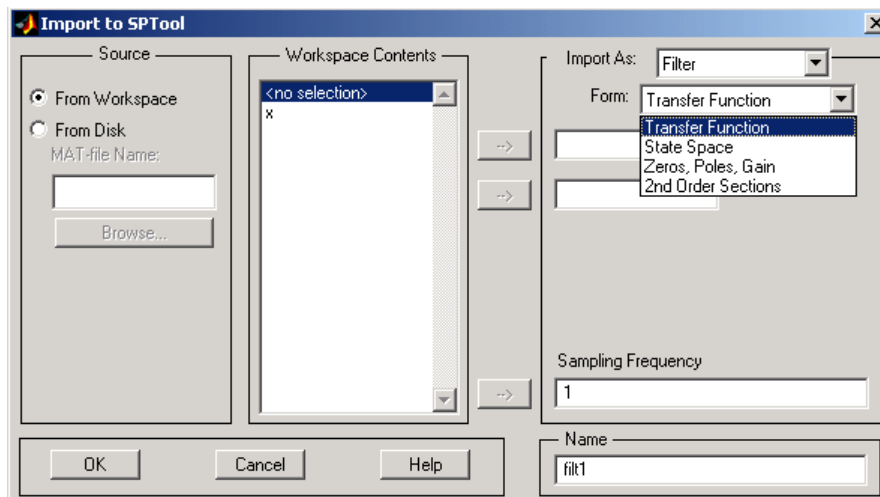 Import to SPTool
Source
From Workspace
From Disk
MAT-file Name:
Browse...
Workspace Contents
<no selection>
x
-->
-->
-->
Import As:
Filter
Form:
Transfer Function
Transfer Function
State Space
Zeros, Poles, Gain
2nd Order Sections
Sampling Frequency
1
OK
Cancel
Help
Name
filt1